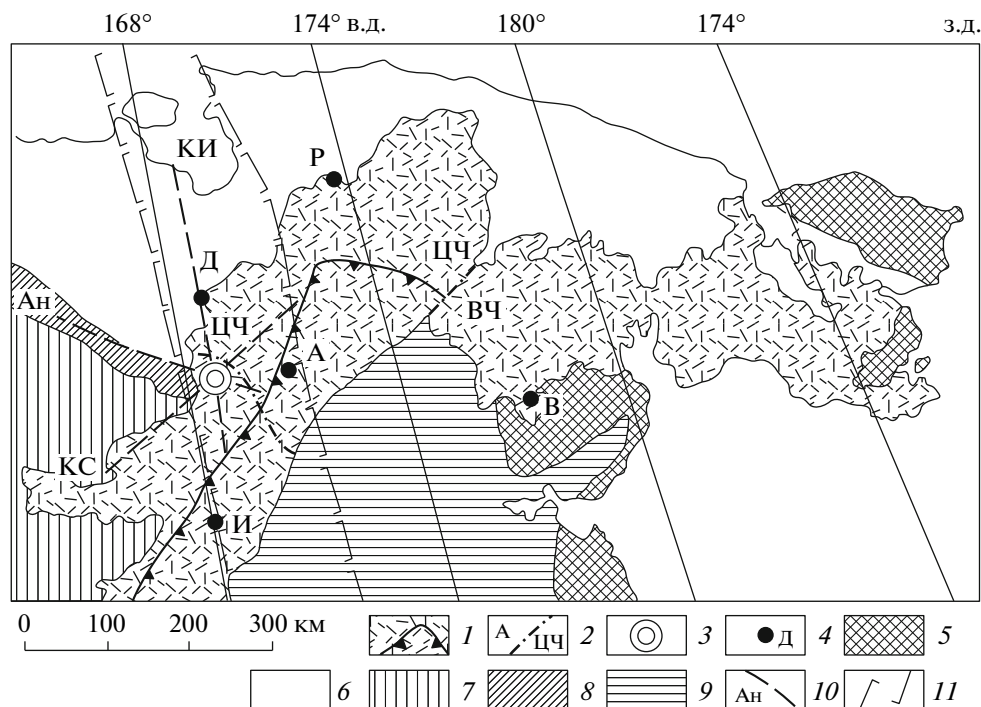 168° 174° в.д. 180° 174° з.д.
КИ
Р
Д
ЦЧ
Ан
ВЧ
ЦЧ
А
В
КС
И
0 100 200 300 км
1 А ЦЧ 2 3 Д 4 5
6 7 8 9 Ан 10 11